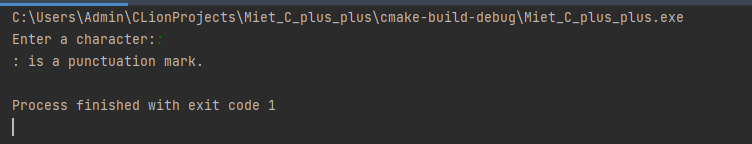 C:\Users\Admin\CLionProjects\Miet_C_plus_plus\cmake-build-debug\Miet_C_plus_plus.exe
Enter a character::
: is a punctuation mark.
Process finished with exit code 1